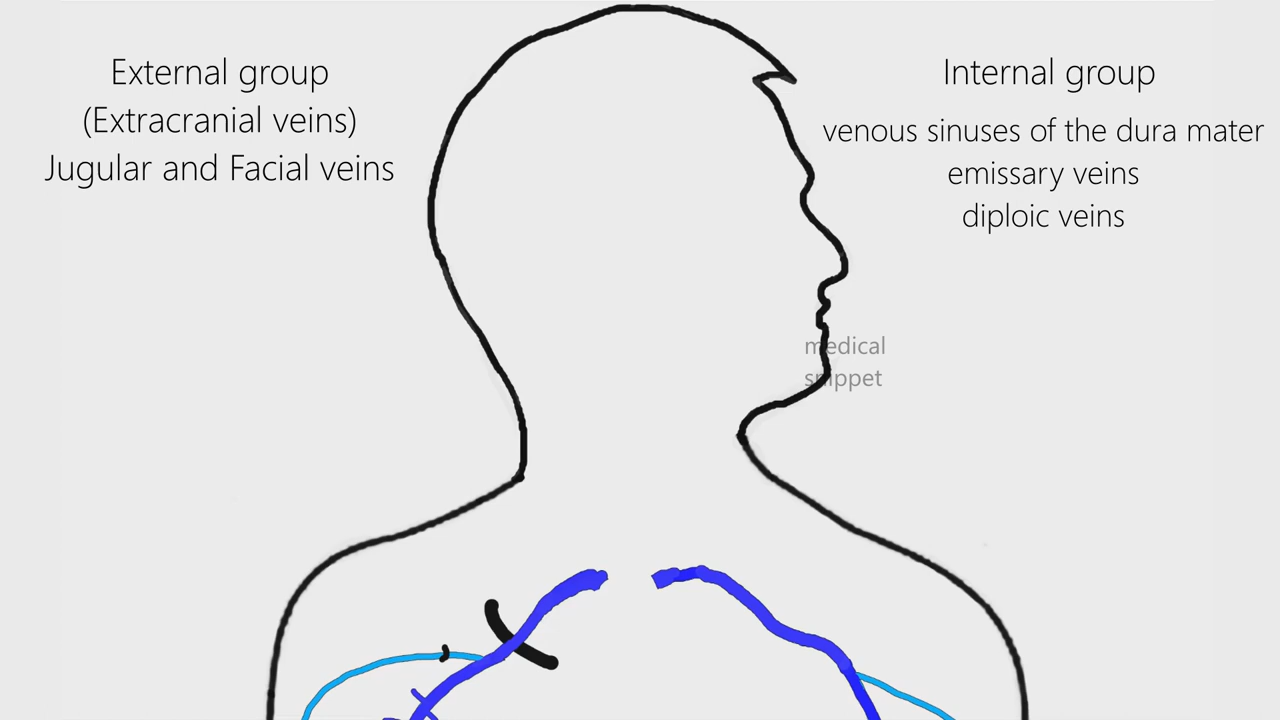 External group
(Extracranial veins)
Jugular and Facial veins
Internal group
venous sinuses of the dura mater
emissary veins
diploic veins
medical
snippet